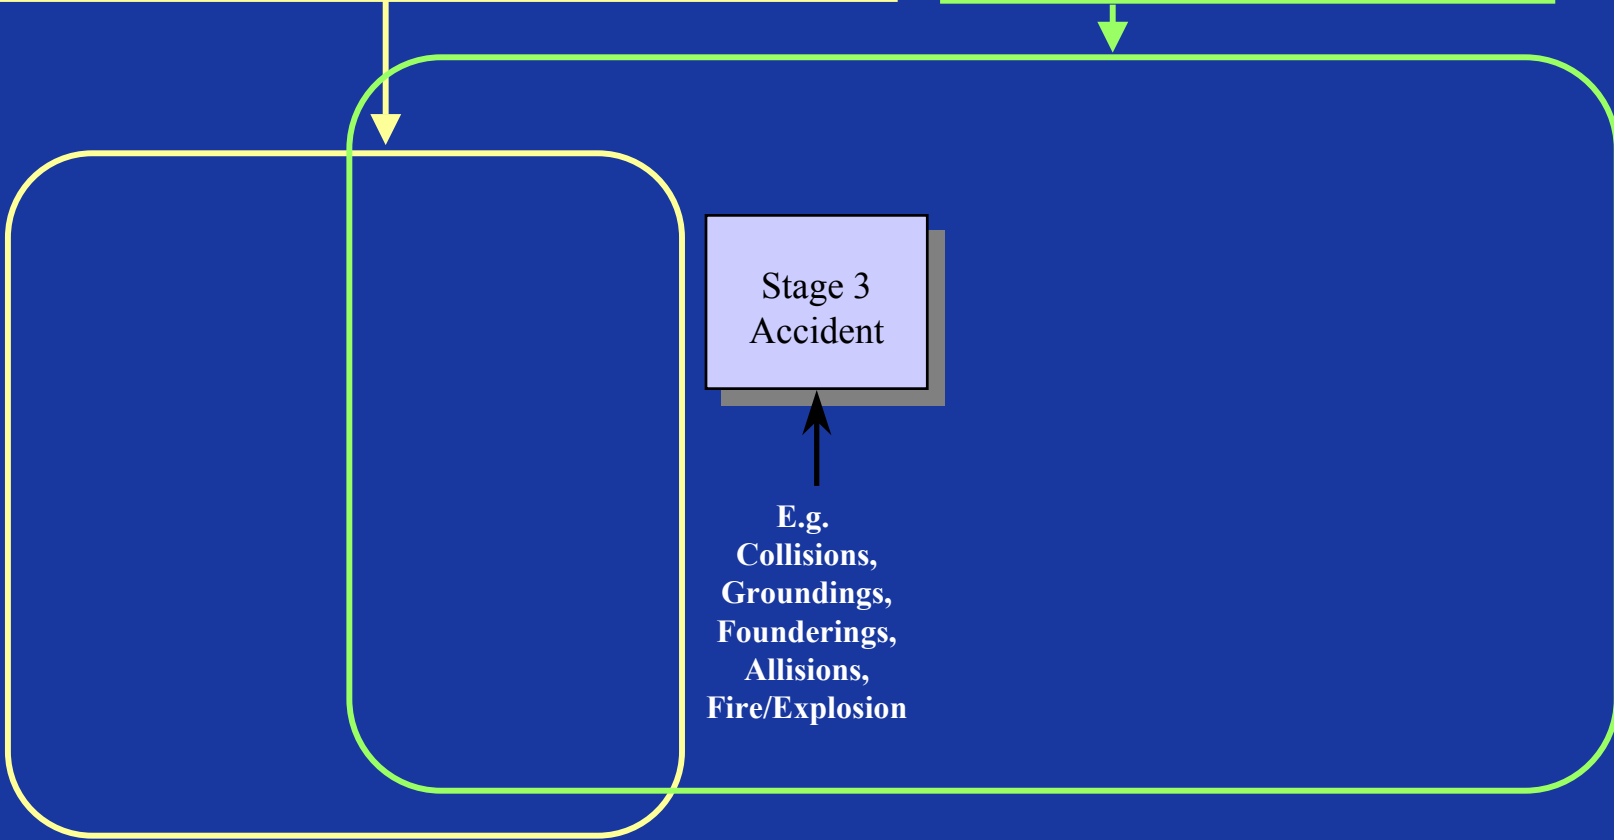 Stage 3
Accident
E.g.
Collisions,
Groundings,
Founderings,
Allisions,
Fire/Explosion